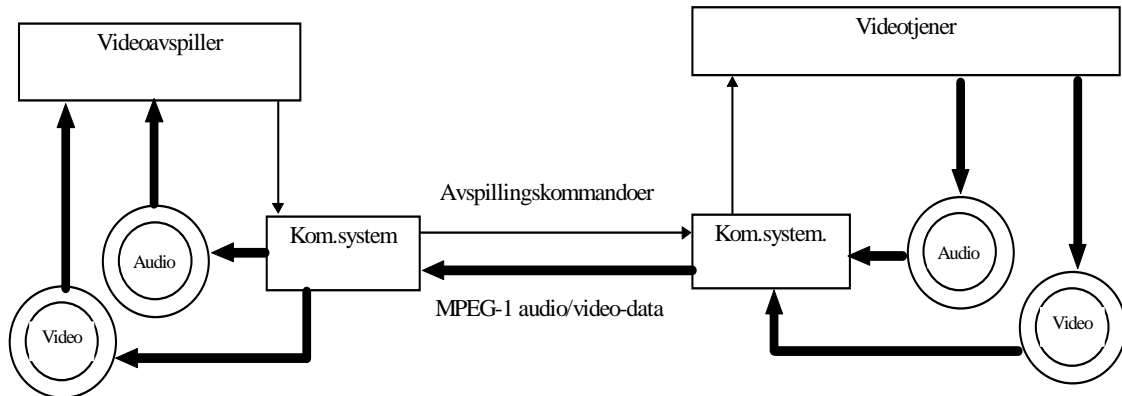 Videoavspiller
Videotjener
Avspillingskommandoer
Kom.system
Kom.system.
Audio
Audio
MPEG-1 audio/video-data
Video
Video